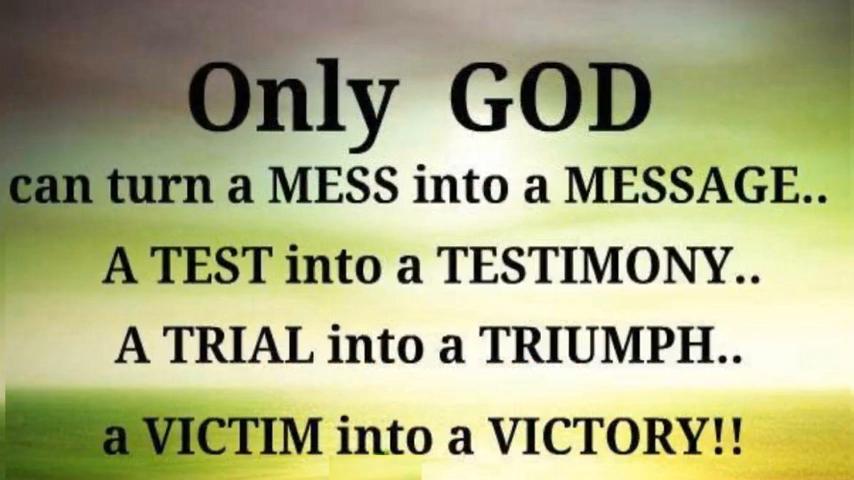 Only GOD
can turn a MESS into a MESSAGE..
A TEST into a TESTIMONY..
A TRIAL into a TRIUMPH..
a VICTIM into a VICTORY!!